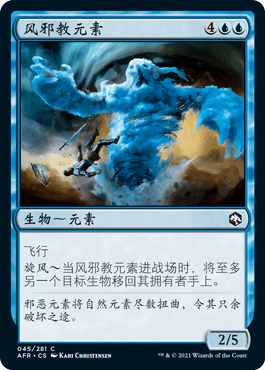 风邪教元素 4
生物～元素
飞行
旋风～当风邪教元素进战场时，将至多
另一个目标生物移回其拥有者手上。
邪恶元素将自然元素尽数扭曲，令其只余
破坏之途。
2/5
045/281 C
AFR • CS KARI CHRISTENSEN
™ & © 2021 Wizards of the Coast